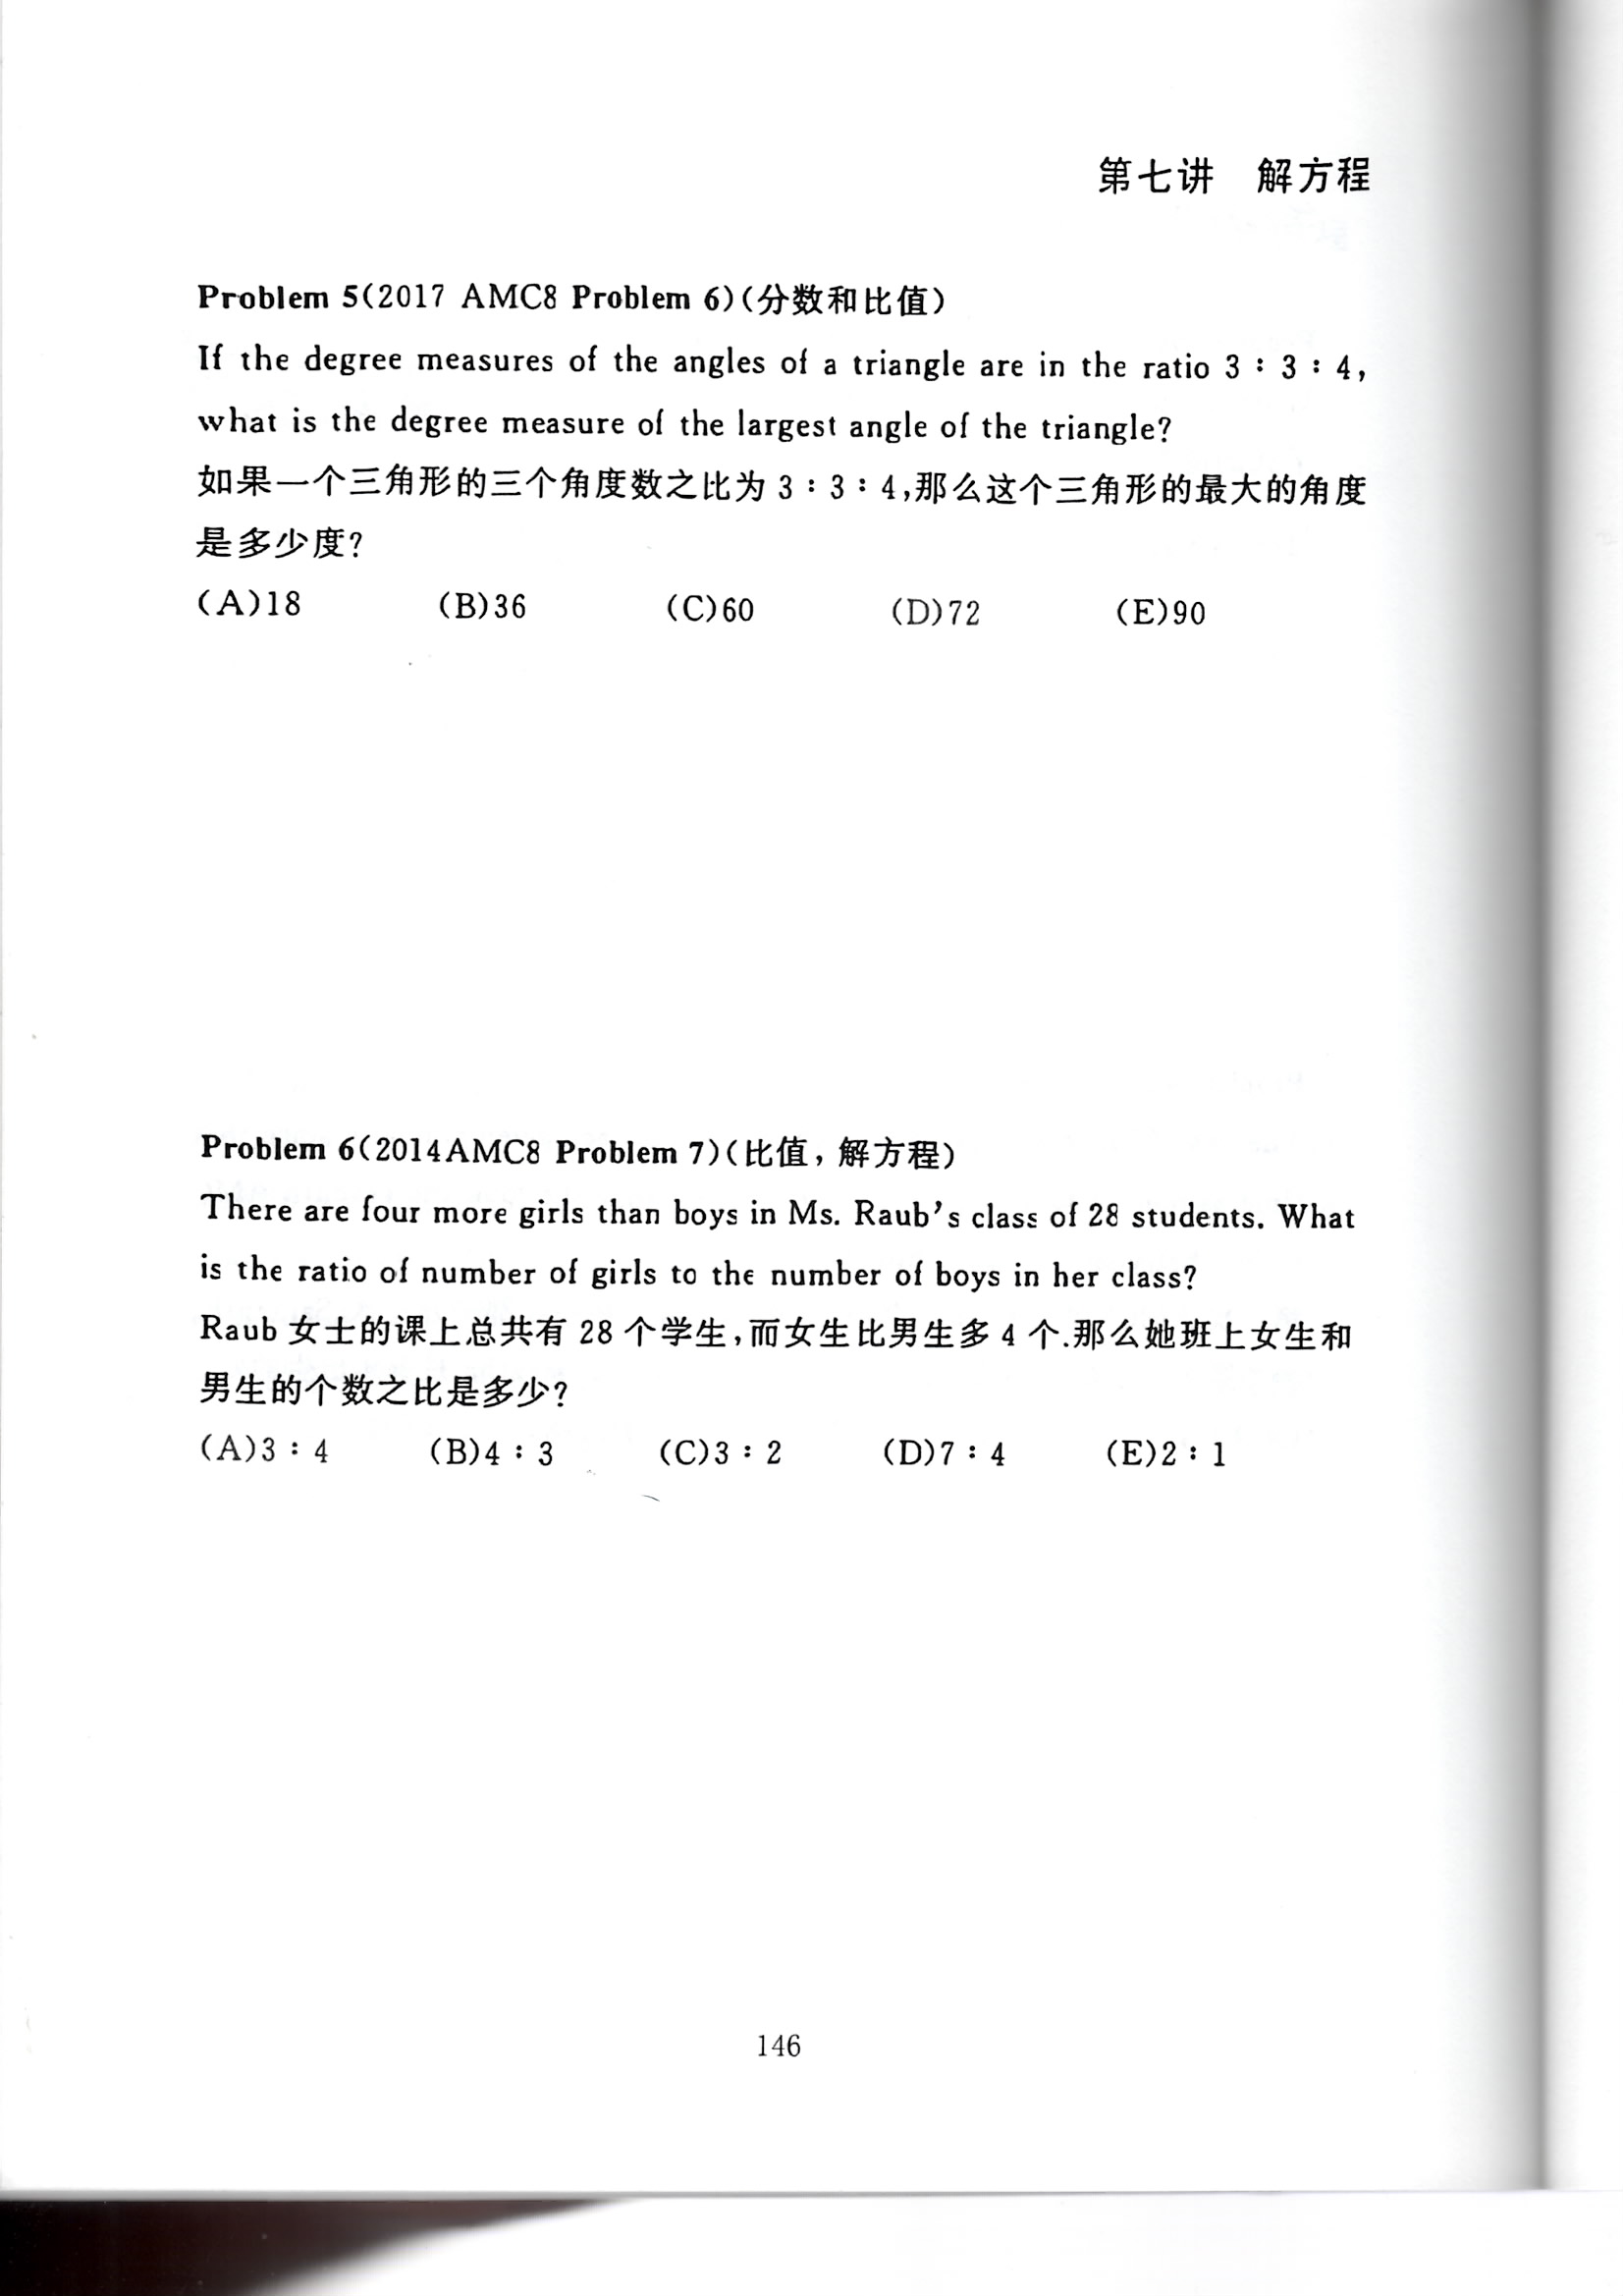 第七讲 解方程
Problem 5(2017 AMC8 Problem 6)(分数和比值)
If the degree measures of the angles of a triangle are in the ratio 3 : 3 : 4,
what is the degree measure of the largest angle of the triangle?
如果一个三角形的三个角度数之比为 3 : 3 : 4,那么这个三角形的最大的角度
是多少度?
(A)18 (B)36 (C)60 (D)72 (E)90
Problem 6(2014AMC8 Problem 7)(比值, 解方程)
There are four more girls than boys in Ms. Raub's class of 28 students. What
is the ratio of number of girls to the number of boys in her class?
Raub 女士的课上总共有 28 个学生,而女生比男生多 4 个.那么她班上女生和
男生的个数之比是多少?
(A)3 : 4 (B)4 : 3 (C)3 : 2 (D)7 : 4 (E)2 : 1
146